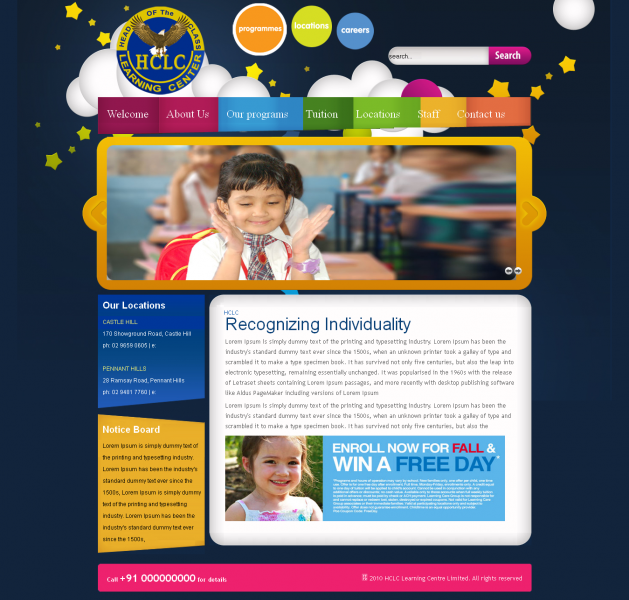 HEAD OF The CLASS
HCLC
LEARNING CENTER
programmes
locations
careers
search..
Search
Welcome About Us Our programs Tuition Locations Staff Contact us
Our Locations
CASTLE HILL
170 Showground Road, Castle Hill
ph: 02 9659 0605 | e:
PENNANT HILLS
28 Ramsay Road, Pennant Hills
ph: 02 9481 7760 | e:
Notice Board
Lorem Ipsum is simply dummy text of
the printing and typesetting industry.
Lorem Ipsum has been the industry's
standard dummy text ever since the
1500s, Lorem Ipsum is simply dummy
text of the printing and typesetting
industry. Lorem Ipsum has been the
industry's standard dummy text ever
since the 1500s,
HCLC
Recognizing Individuality
Lorem Ipsum is simply dummy text of the printing and typesetting industry. Lorem Ipsum has been the
industry's standard dummy text ever since the 1500s, when an unknown printer took a galley of type and
scrambled it to make a type specimen book. It has survived not only five centuries, but also the leap into
electronic typesetting, remaining essentially unchanged. It was popularised in the 1960s with the release
of Letraset sheets containing Lorem Ipsum passages, and more recently with desktop publishing software
like Aldus PageMaker including versions of Lorem Ipsum
Lorem Ipsum is simply dummy text of the printing and typesetting industry. Lorem Ipsum has been the
industry's standard dummy text ever since the 1500s, when an unknown printer took a galley of type and
scrambled it to make a type specimen book. It has survived not only five centuries, but also the
ENROLL NOW FOR FALL &
WIN A FREE DAY*
Call +91 000000000 for details
© 2010 HCLC Learning Centre Limited. All rights reserved